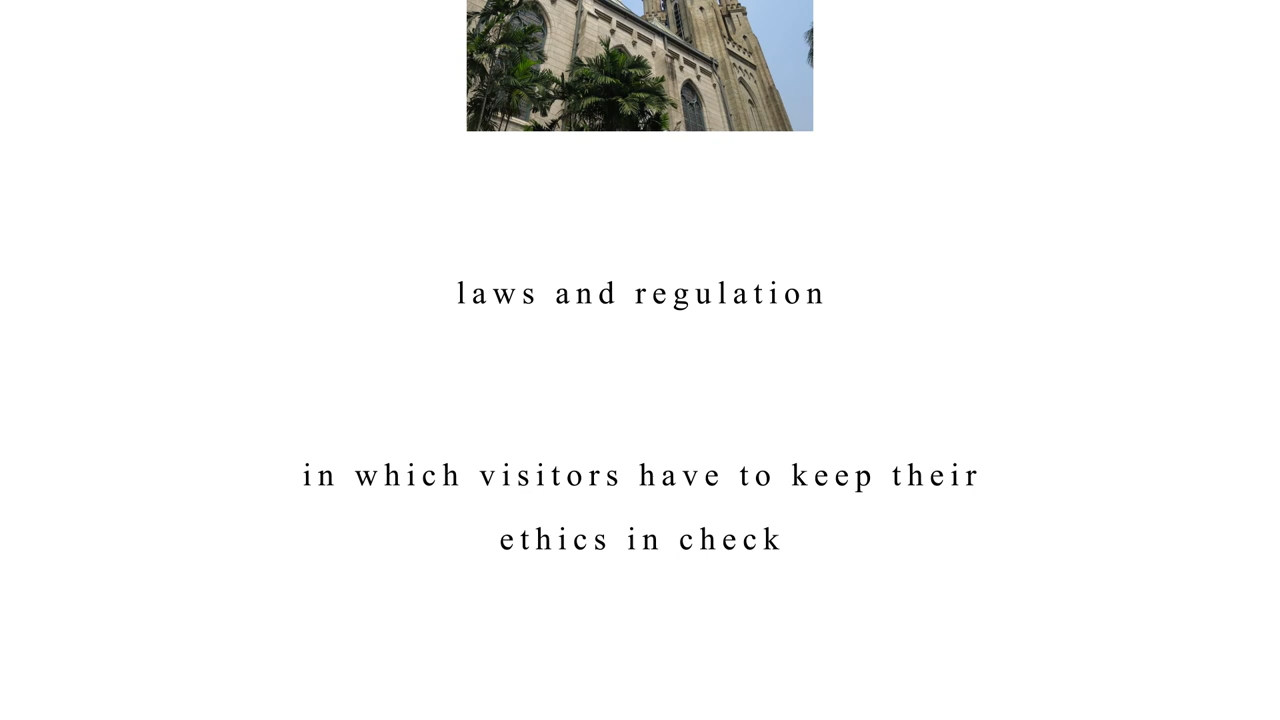 laws and regulation
in which visitors have to keep their
ethics in check